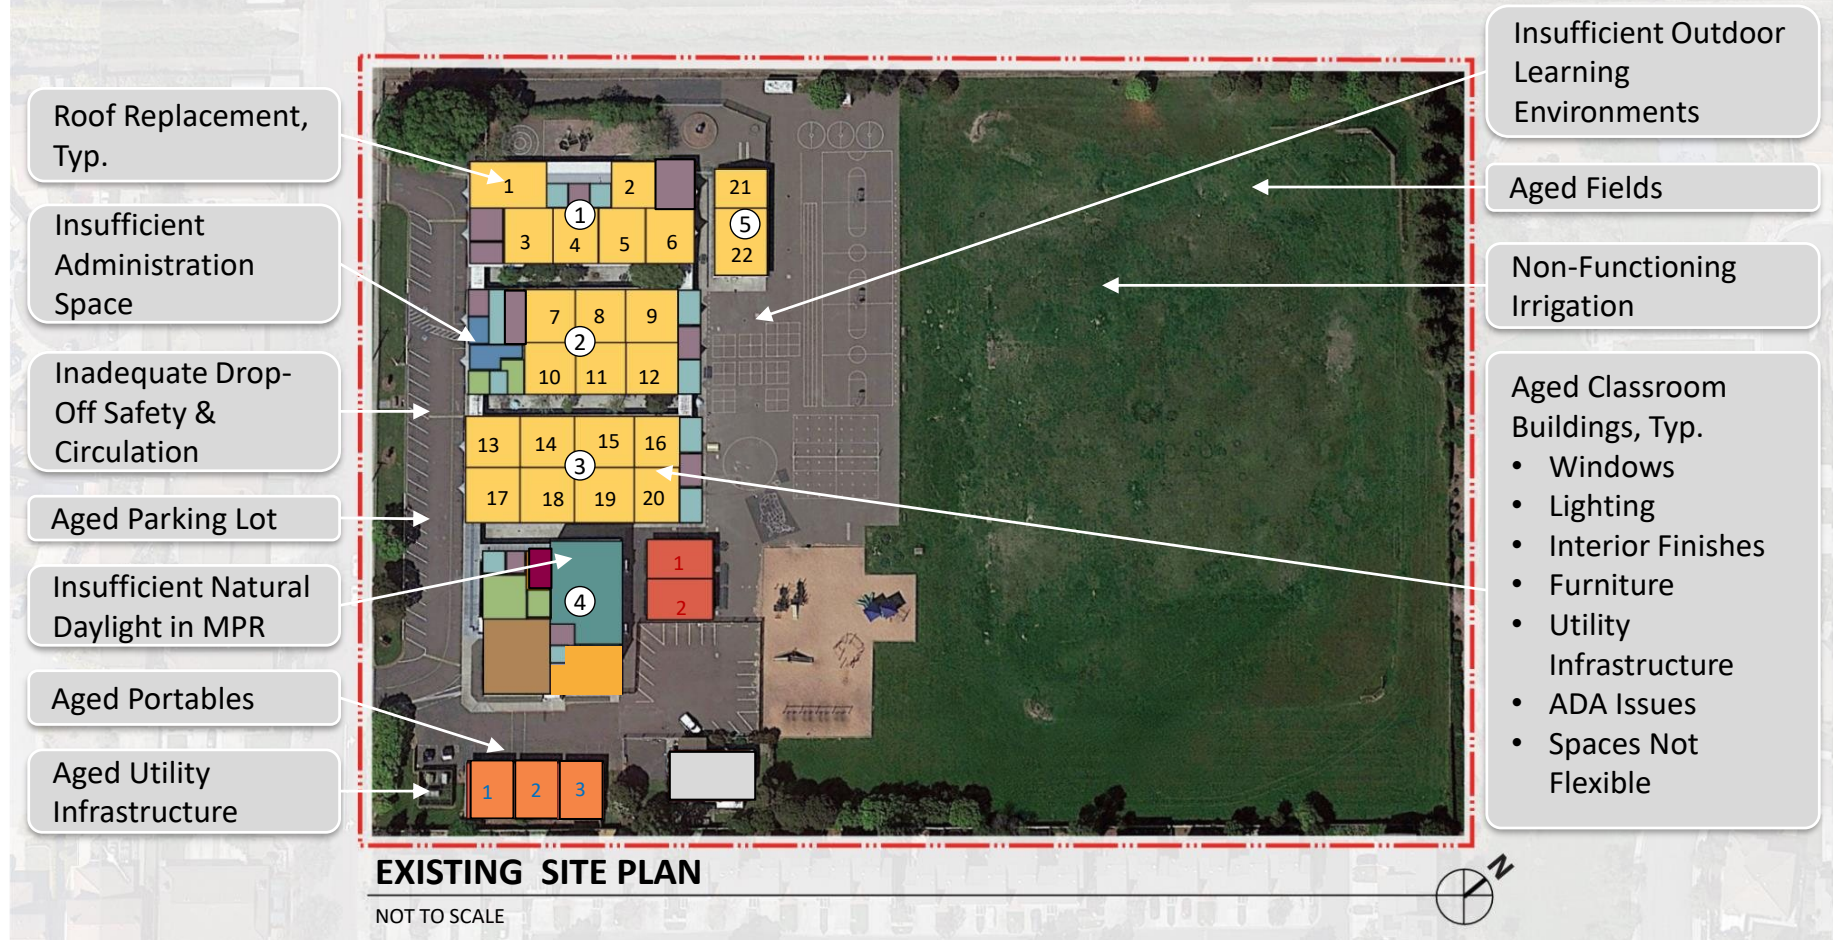 Roof Replacement,
Typ.
Insufficient
Administration
Space
Inadequate Drop-
Off Safety &
Circulation
Aged Parking Lot
Insufficient Natural
Daylight in MPR
Aged Portables
Aged Utility
Infrastructure
1
2
1
3
4
5
6
21
5
22
7
8
9
2
10
11
12
13
14
15
16
3
17
18
19
20
4
1
2
1
2
3
Insufficient Outdoor
Learning
Environments
Aged Fields
Non-Functioning
Irrigation
Aged Classroom
Buildings, Typ.
• Windows
• Lighting
• Interior Finishes
• Furniture
• Utility
Infrastructure
• ADA Issues
• Spaces Not
Flexible
EXISTING SITE PLAN
NOT TO SCALE
N